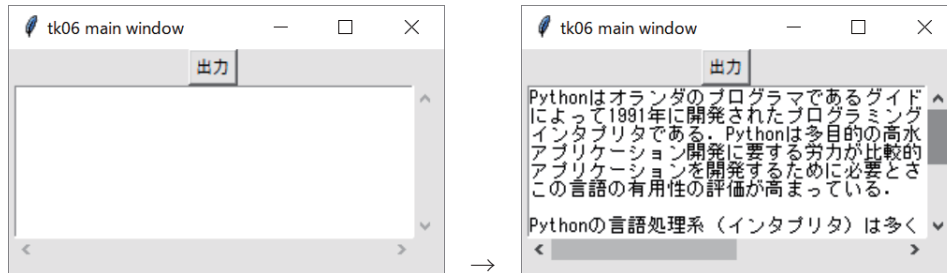 tk06 main window
出力
→
tk06 main window
出力
Pythonはオランダのプログラマであるグイド
によって1991年に開発されたプログラミング
インタプリタである．Pythonは多目的の高水
アプリケーション開発に要する労力が比較的
アプリケーションを開発するために必要とさ
この言語の有用性の評価が高まっている．
Pythonの言語処理系（インタプリタ）は多く